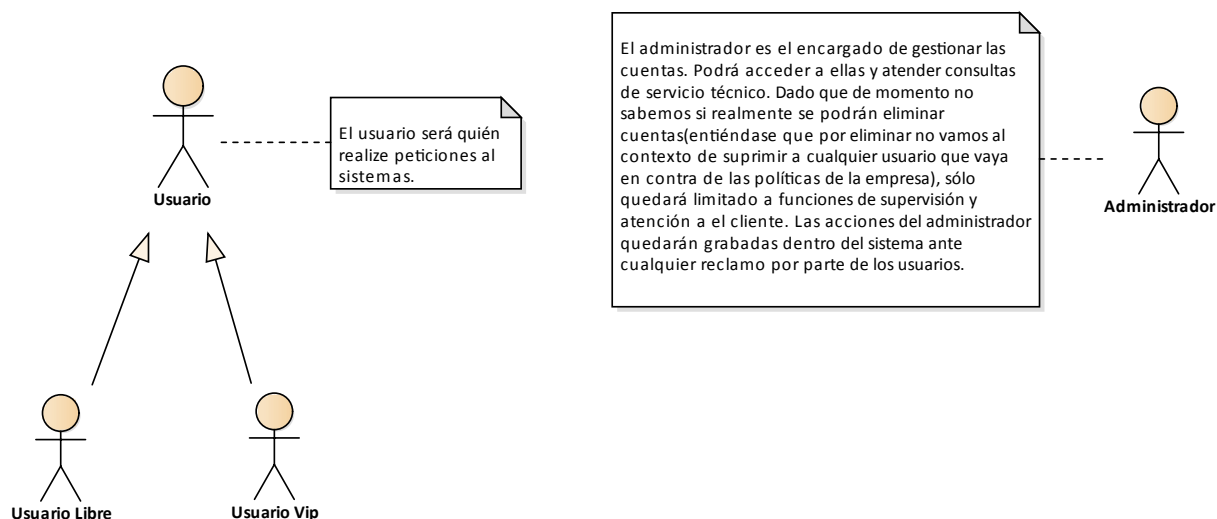 El usuario será quién
realize peticiones al
sistemas.
Usuario
El administrador es el encargado de gestionar las
cuentas. Podrá acceder a ellas y atender consultas
de servicio técnico. Dado que de momento no
sabemos si realmente se podrán eliminar
cuentas(entiéndase que por eliminar no vamos al
contexto de suprimir a cualquier usuario que vaya
en contra de las políticas de la empresa), sólo
quedará limitado a funciones de supervisión y
atención a el cliente. Las acciones del administrador
quedarán grabadas dentro del sistema ante
cualquier reclamo por parte de los usuarios.
Administrador
Usuario Libre
Usuario Vip